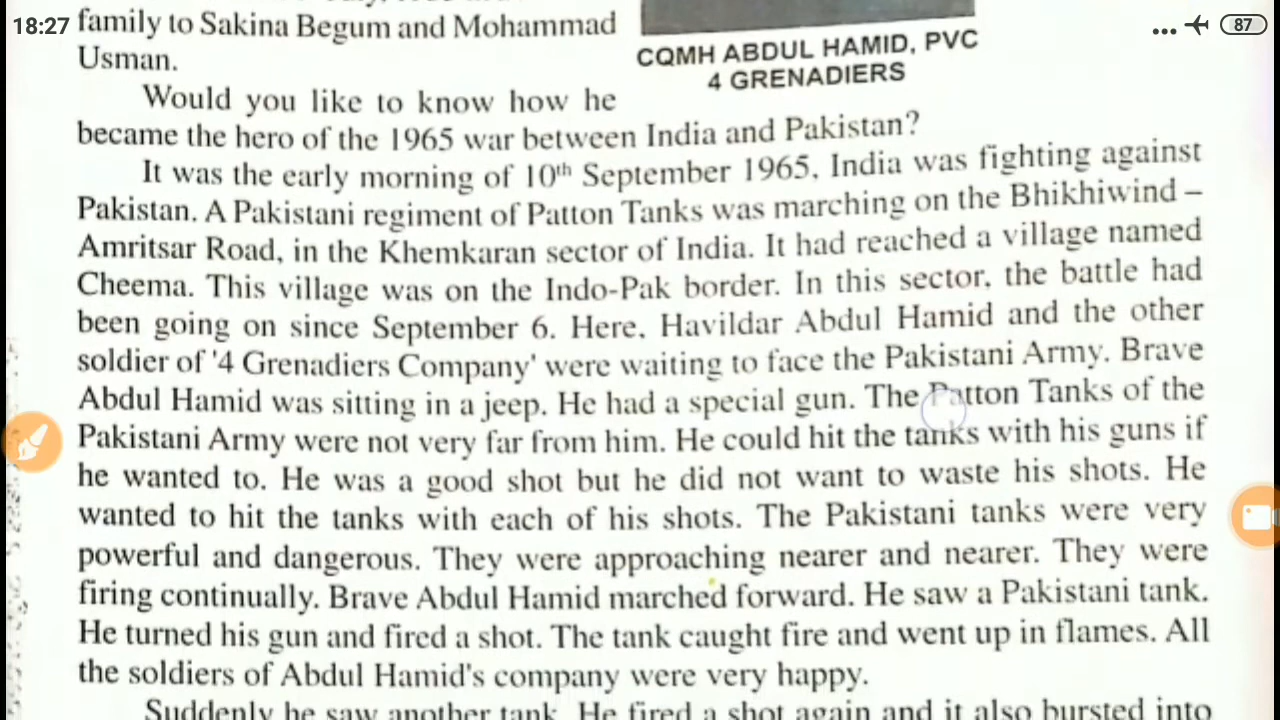 18:27
87
family to Sakina Begum and Mohammad
Usman.
CQMH ABDUL HAMID, PVC
4 GRENADIERS
Would you like to know how he
became the hero of the 1965 war between India and Pakistan?
It was the early morning of 10th September 1965. India was fighting against
Pakistan. A Pakistani regiment of Patton Tanks was marching on the Bhikhiwind –
Amritsar Road, in the Khemkaran sector of India. It had reached a village named
Cheema. This village was on the Indo-Pak border. In this sector, the battle had
been going on since September 6. Here, Havildar Abdul Hamid and the other
soldier of '4 Grenadiers Company' were waiting to face the Pakistani Army. Brave
Abdul Hamid was sitting in a jeep. He had a special gun. The Patton Tanks of the
Pakistani Army were not very far from him. He could hit the tanks with his guns if
he wanted to. He was a good shot but he did not want to waste his shots. He
wanted to hit the tanks with each of his shots. The Pakistani tanks were very
powerful and dangerous. They were approaching nearer and nearer. They were
firing continually. Brave Abdul Hamid marched forward. He saw a Pakistani tank.
He turned his gun and fired a shot. The tank caught fire and went up in flames. All
the soldiers of Abdul Hamid's company were very happy.
Suddenly he saw another tank. He fired a shot again and it also bursted into